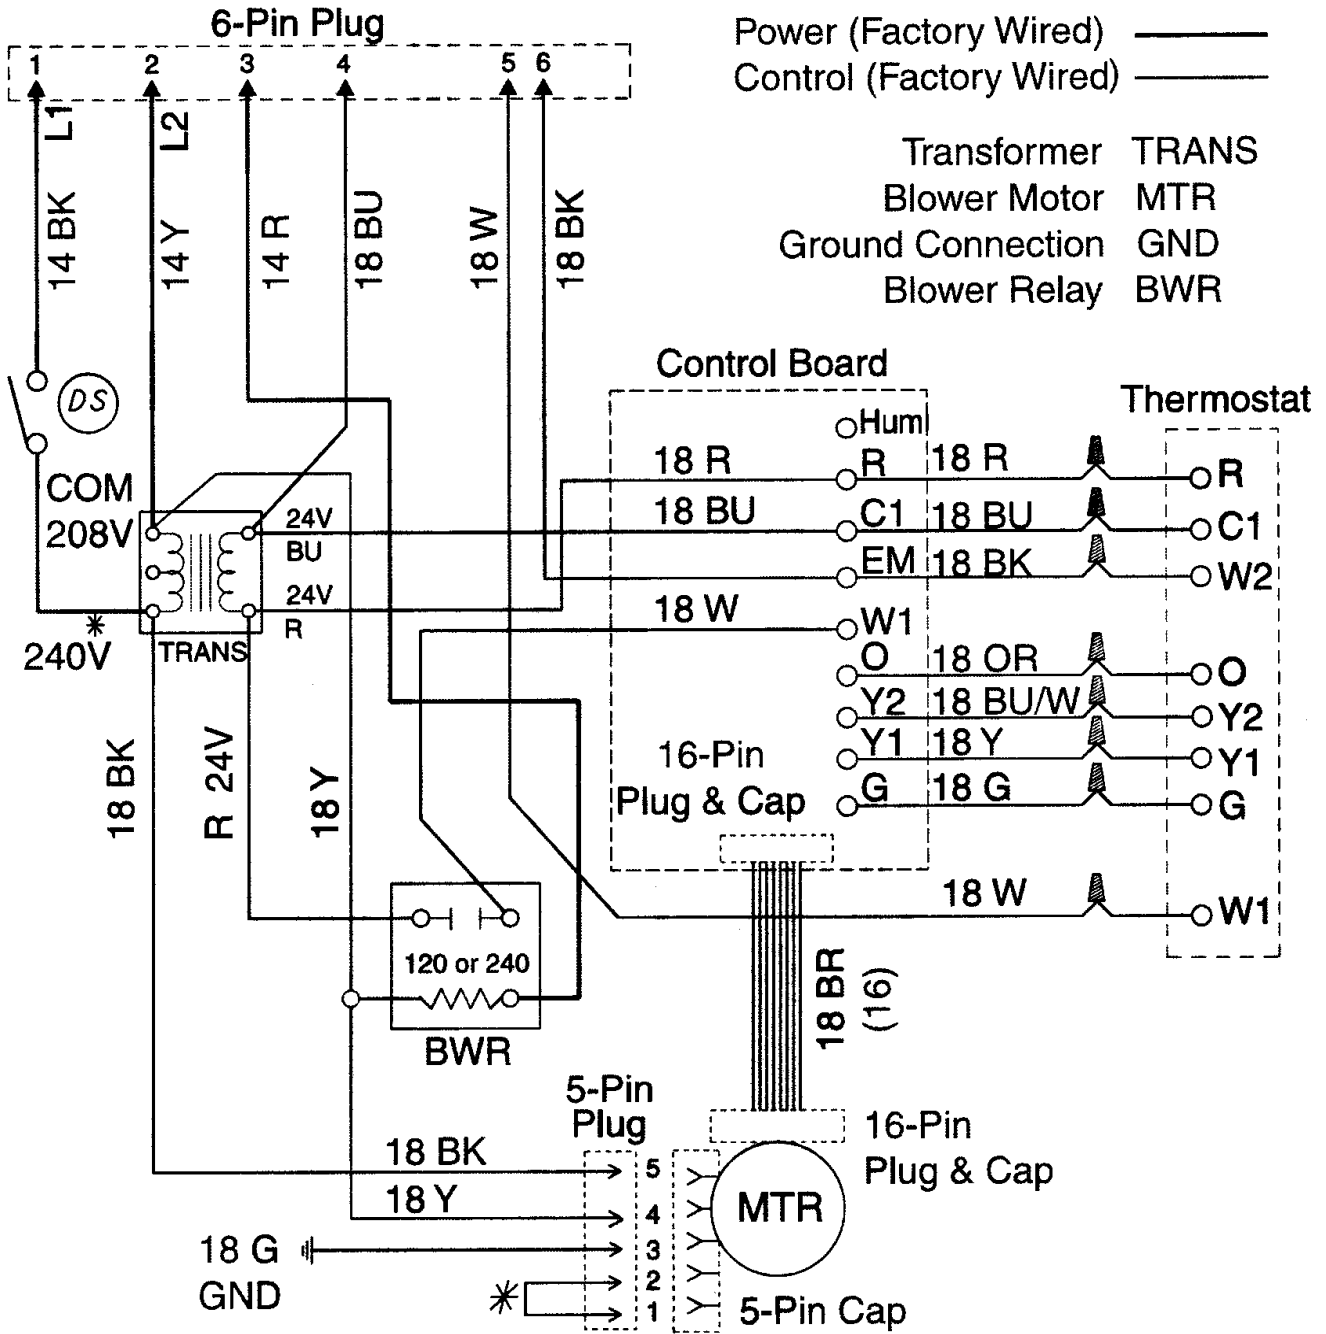 6-Pin Plug
1 2 3 4 5 6
Power (Factory Wired)
Control (Factory Wired)
Transformer TRANS
Blower Motor MTR
Ground Connection GND
Blower Relay BWR
L1
L2
14 BK
14 Y
14 R
18 BU
18 W
18 BK
DS
COM
208V
240V
*
TRANS
24V
BU
24V
R
Control Board
Thermostat
Hum
18 R R 18 R R
18 BU C1 18 BU C1
EM 18 BK W2
18 W W1
O 18 OR O
Y2 18 BU/W Y2
Y1 18 Y Y1
G 18 G G
16-Pin
Plug & Cap
18 W W1
18 BK
R 24V
18 Y
120 or 240
BWR
18 BR
(16)
5-Pin
Plug
16-Pin
Plug & Cap
18 BK 5
18 Y 4
MTR
18 G 3
GND
2
* 1
5-Pin Cap